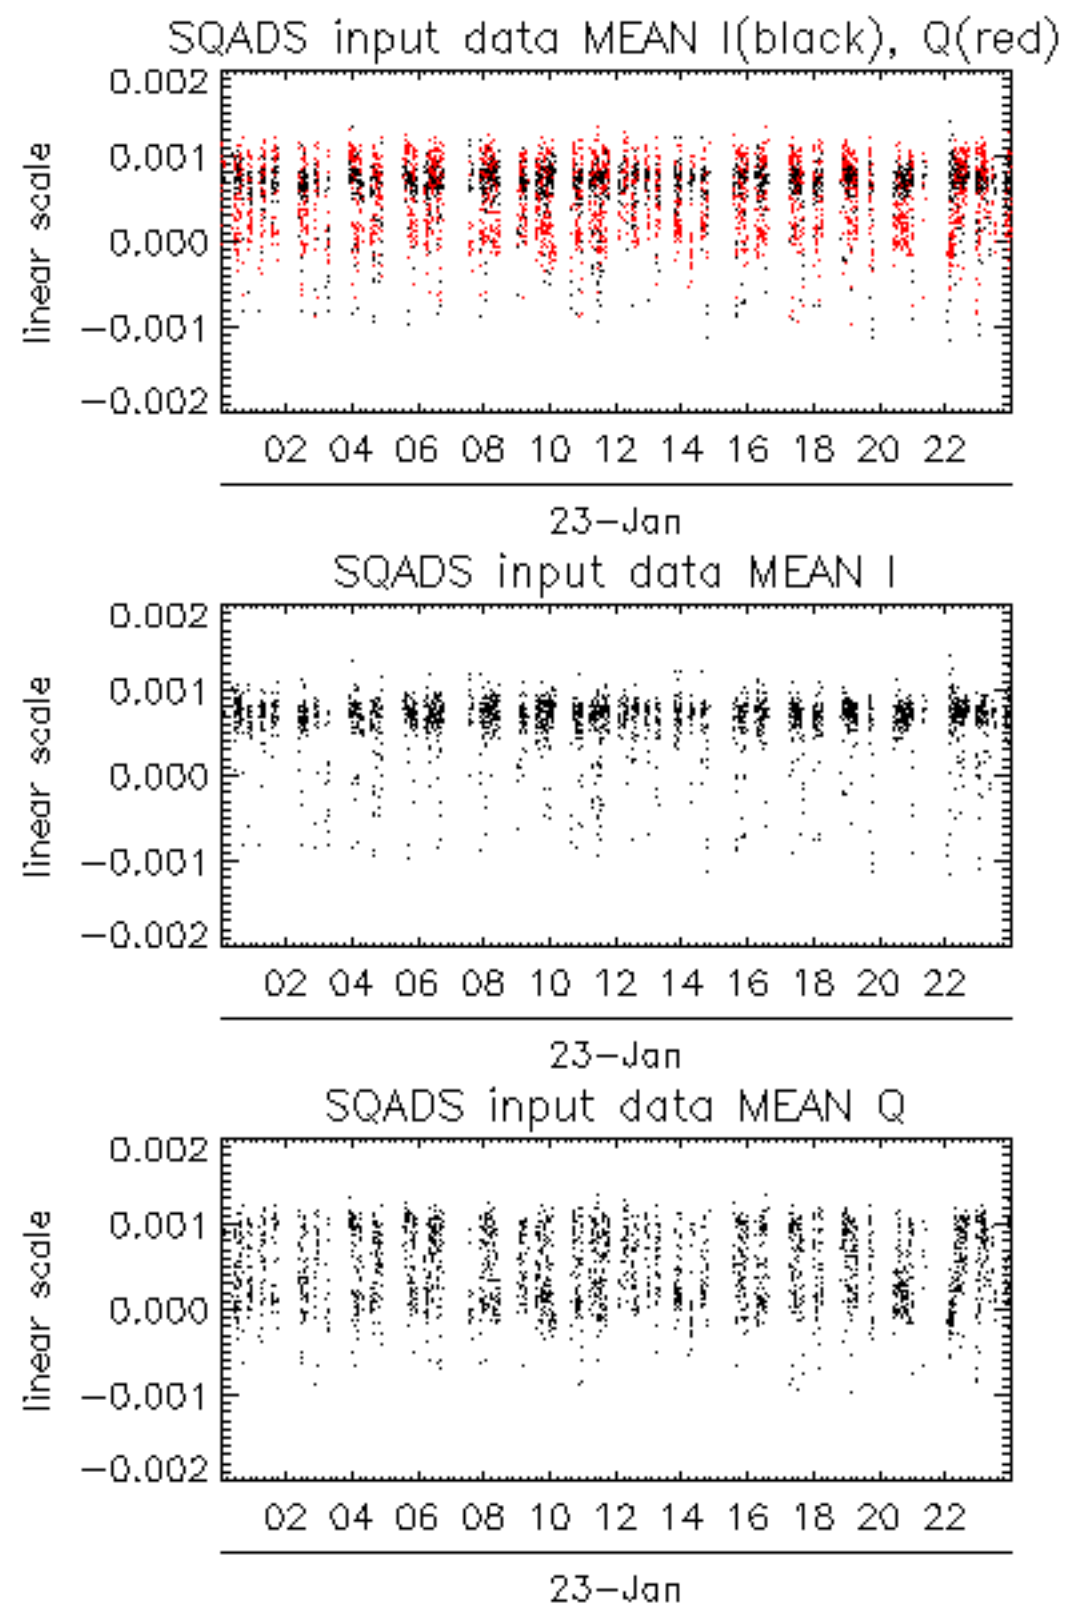 SQADS input data MEAN I(black), Q(red)
0.002
0.001
0.000
−0.001
−0.002
linear scale
02 04 06 08 10 12 14 16 18 20 22
23−Jan
SQADS input data MEAN I
0.002
0.001
0.000
−0.001
−0.002
linear scale
02 04 06 08 10 12 14 16 18 20 22
23−Jan
SQADS input data MEAN Q
0.002
0.001
0.000
−0.001
−0.002
linear scale
02 04 06 08 10 12 14 16 18 20 22
23−Jan